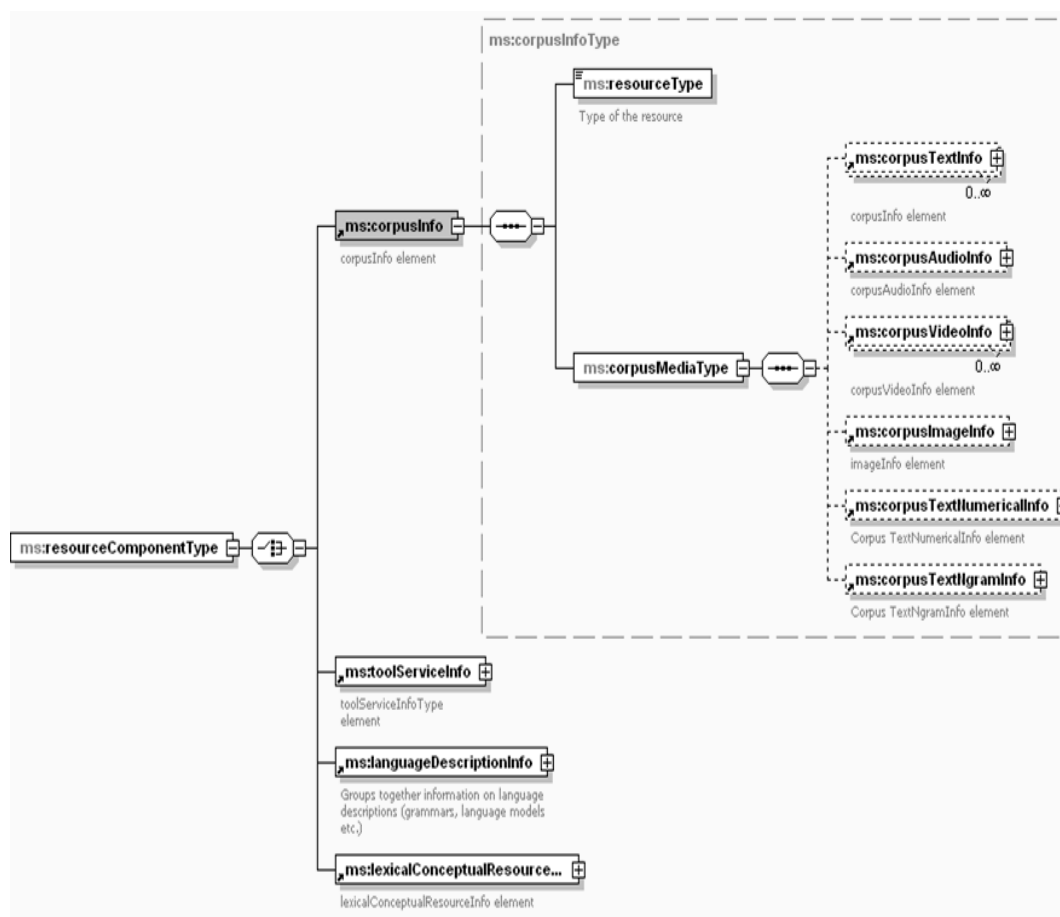 ms:corpusInfoType
ms:resourceType
Type of the resource
ms:corpusTextInfo
0..∞
corpusInfo element
ms:corpusInfo
corpusInfo element
ms:corpusAudioInfo
corpusAudioInfo element
ms:corpusVideoInfo
0..∞
corpusVideoInfo element
ms:corpusMediaType
ms:corpusImageInfo
imageInfo element
ms:corpusTextNumericalInfo
Corpus TextNumericalInfo element
ms:corpusTextNgramInfo
Corpus TextNgramInfo element
ms:resourceComponentType
ms:toolServiceInfo
toolServiceInfoType
element
ms:languageDescriptionInfo
Groups together information on language
descriptions (grammars, language models
etc.)
ms:lexicalConceptualResource...
lexicalConceptualResourceInfo element